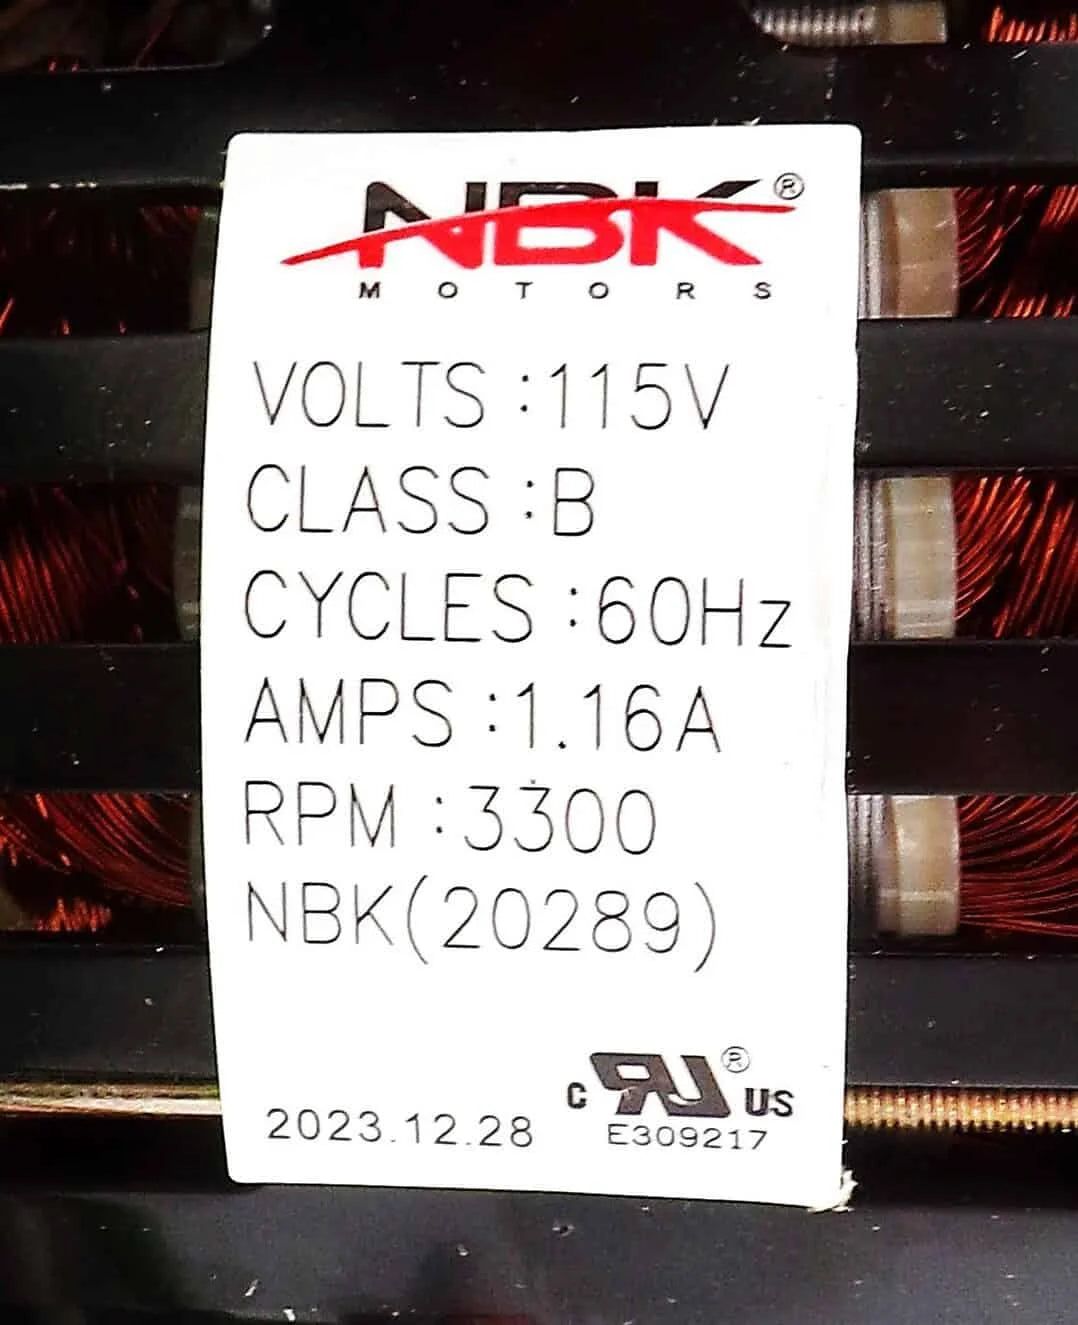 NBK®
MOTORS
VOLTS :115V
CLASS :B
CYCLES :60Hz
AMPS :1.16A
RPM :3300
NBK(20289)
c RU® US
2023.12.28
E309217